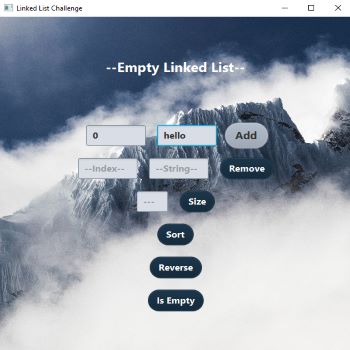 Linked List Challenge
--Empty Linked List--
0 hello Add
--Index-- --String-- Remove
--- Size
Sort
Reverse
Is Empty